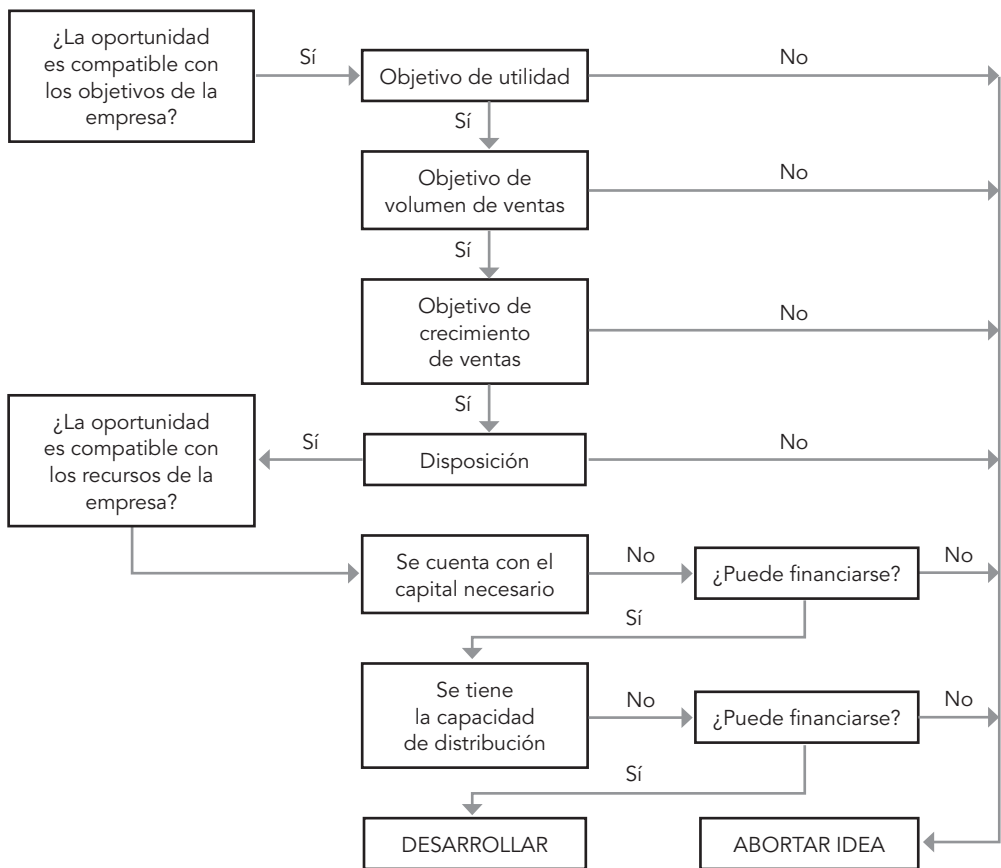 ¿La oportunidad
es compatible con
los objetivos de la
empresa?
Sí
Objetivo de utilidad
No
Sí
Objetivo de
volumen de ventas
No
Sí
Objetivo de
crecimiento
de ventas
No
Sí
¿La oportunidad
es compatible con
los recursos de la
empresa?
Sí
Disposición
No
Se cuenta con el
capital necesario
No
¿Puede financiarse?
No
Sí
Se tiene
la capacidad
de distribución
No
¿Puede financiarse?
No
Sí
DESARROLLAR
ABORTAR IDEA